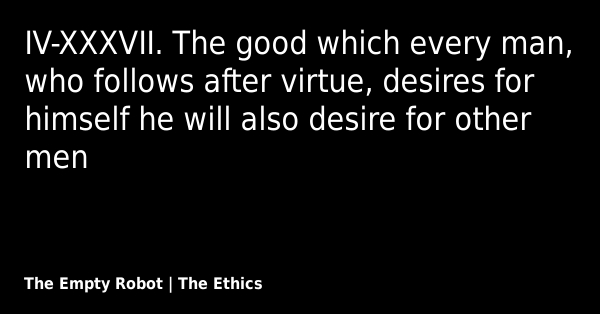 IV-XXXVII. The good which every man,
who follows after virtue, desires for
himself he will also desire for other
men
The Empty Robot | The Ethics